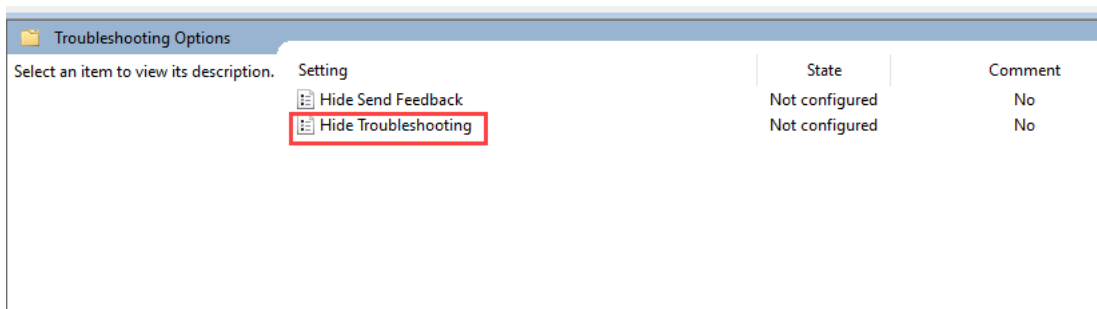 Troubleshooting Options
Select an item to view its description. Setting State Comment
Hide Send Feedback Not configured No
Hide Troubleshooting Not configured No